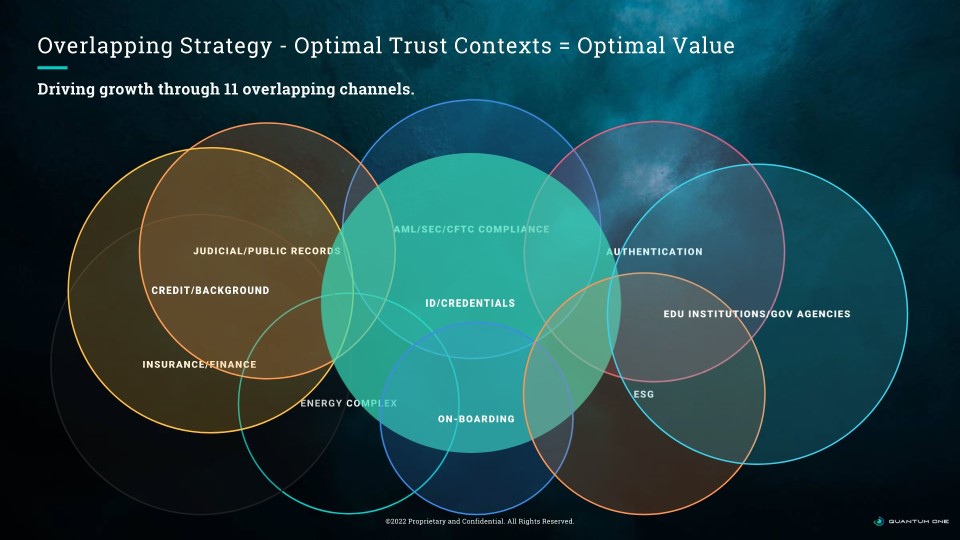 Overlapping Strategy - Optimal Trust Contexts = Optimal Value
Driving growth through 11 overlapping channels.
AML/SEC/CFTC COMPLIANCE
JUDICIAL/PUBLIC RECORDS
AUTHENTICATION
CREDIT/BACKGROUND
ID/CREDENTIALS
EDU INSTITUTIONS/GOV AGENCIES
INSURANCE/FINANCE
ESG
ENERGY COMPLEX
ON-BOARDING
©2022 Proprietary and Confidential. All Rights Reserved.
QUANTUM ONE